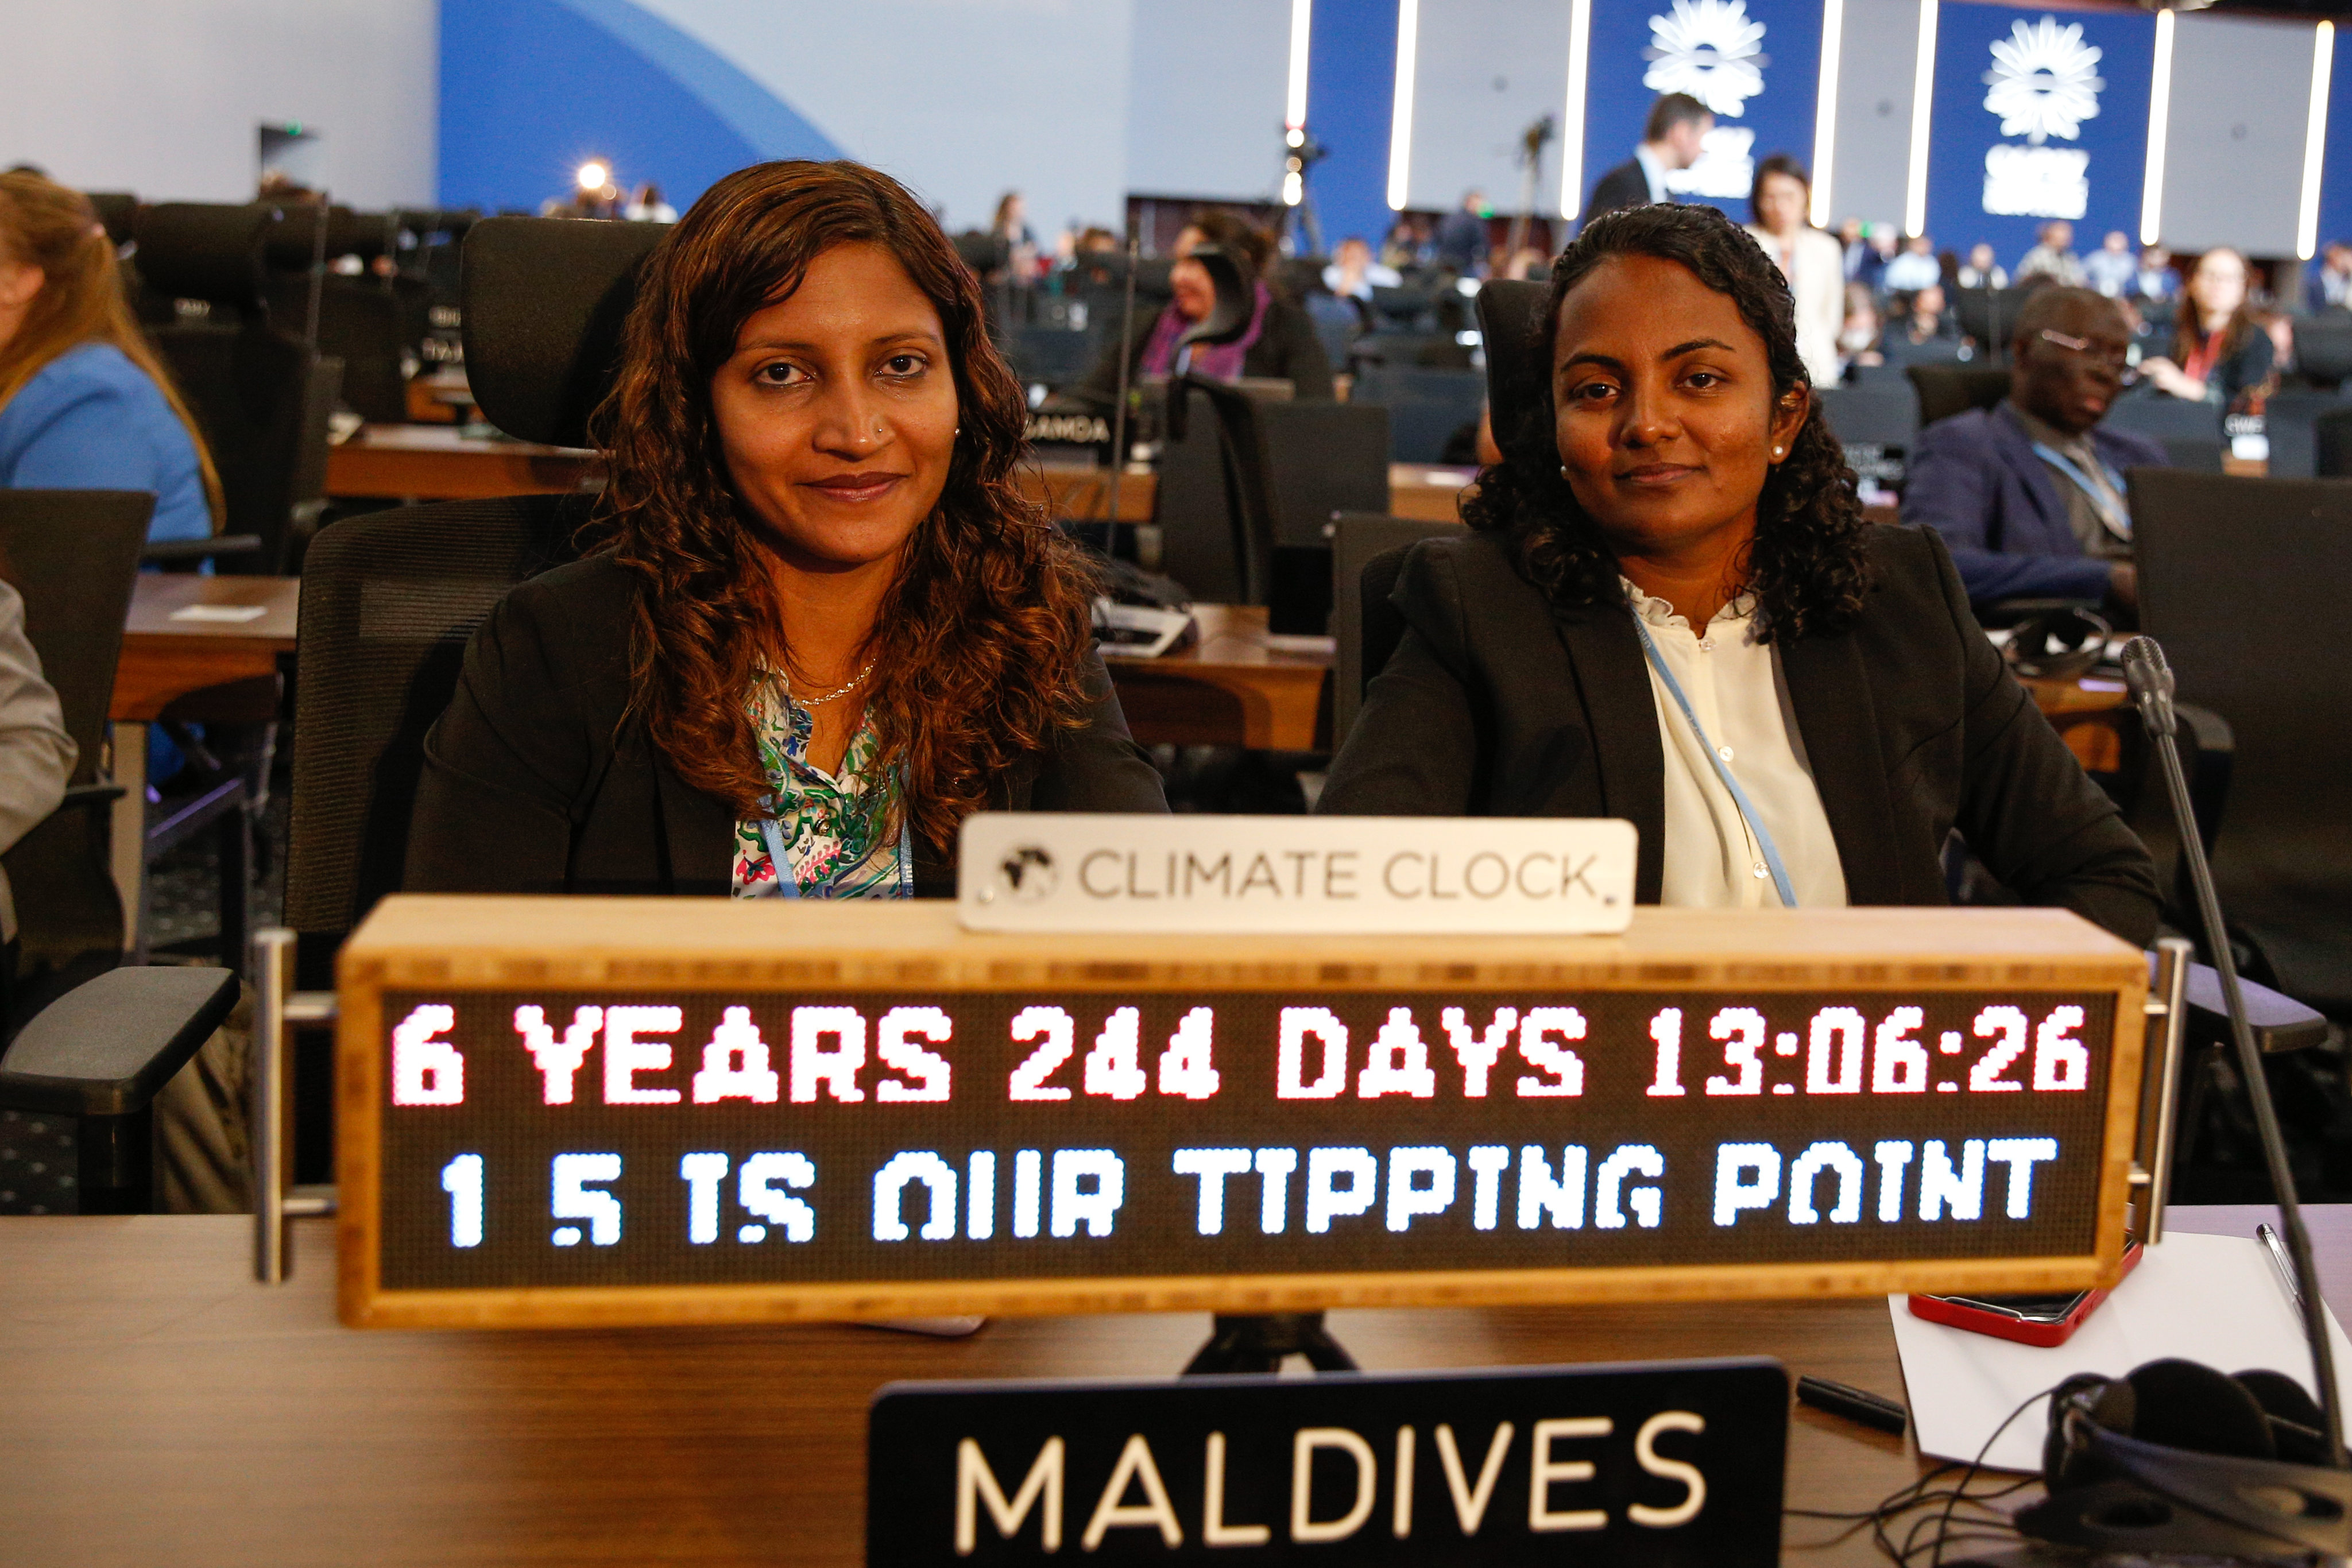 CLIMATE CLOCK.
6 YEARS 244 DAYS 13:06:26
1 5 IS OUR TIPPING POINT
MALDIVES